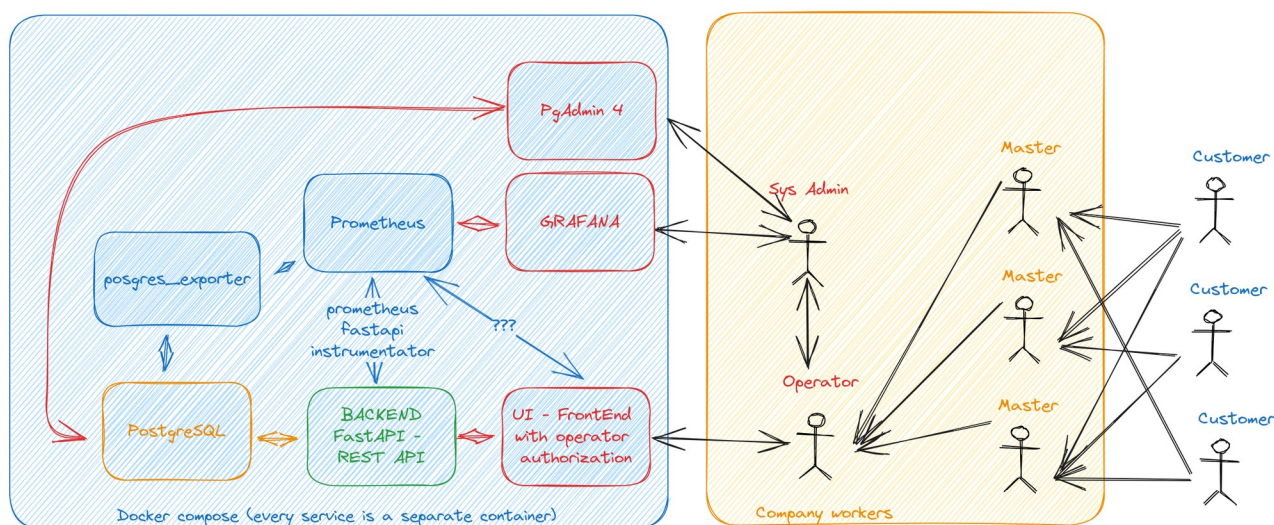 PgAdmin 4
Prometheus
GRAFANA
posgres_exporter
prometheus
fastapi
instrumentator
???
PostgreSQL
BACKEND
FastAPI -
REST API
UI - FrontEnd
with operator
authorization
Docker compose (every service is a separate container)
Sys Admin
Operator
Master
Master
Master
Company workers
Customer
Customer
Customer